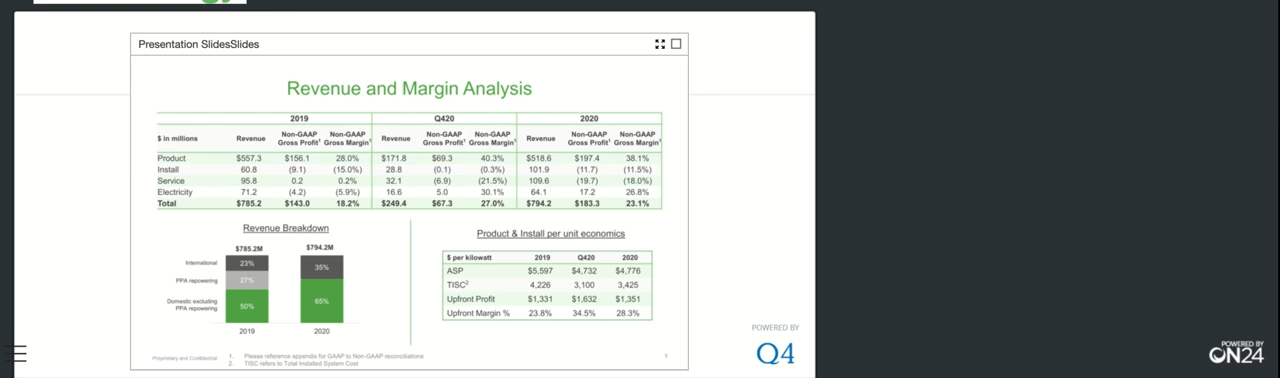 Presentation SlidesSlides
Revenue and Margin Analysis
2019 Q420 2020
$ in millions Revenue Non-GAAP Gross Profit¹ Non-GAAP Gross Margin¹ Revenue Non-GAAP Gross Profit¹ Non-GAAP Gross Margin¹ Revenue Non-GAAP Gross Profit¹ Non-GAAP Gross Margin¹
Product $557.3 $156.1 28.0% $171.8 $69.3 40.3% $518.6 $197.4 38.1%
Install 60.8 (9.1) (15.0%) 28.8 (0.1) (0.3%) 101.9 (11.7) (11.5%)
Service 95.8 0.2 0.2% 32.1 (6.9) (21.5%) 109.6 (19.7) (18.0%)
Electricity 71.2 (4.2) (5.9%) 16.6 5.0 30.1% 64.1 17.2 26.8%
Total $785.2 $143.0 18.2% $249.4 $67.3 27.0% $794.2 $183.3 23.1%
Revenue Breakdown
$785.2M $794.2M
International 23% 35%
PPA repowering 27%
Domestic excluding PPA repowering 50% 65%
2019 2020
Product & Install per unit economics
$ per kilowatt 2019 Q420 2020
ASP $5,597 $4,732 $4,776
TISC² 4,226 3,100 3,425
Upfront Profit $1,331 $1,632 $1,351
Upfront Margin % 23.8% 34.5% 28.3%
Proprietary and Confidential
1. Please reference appendix for GAAP to Non-GAAP reconciliations
2. TISC refers to Total Installed System Cost
POWERED BY
Q4
POWERED BY
ON24